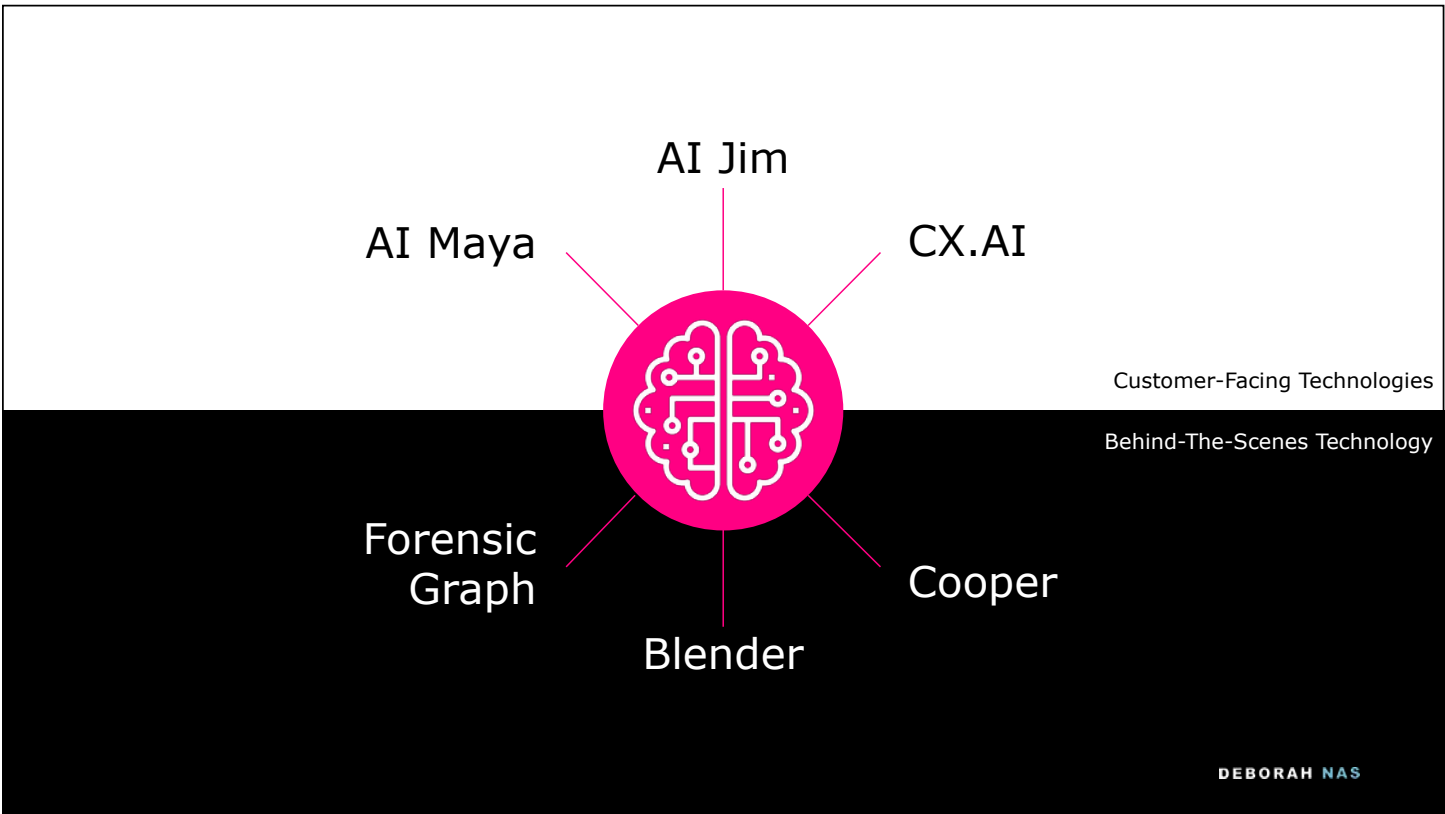 AI Jim
AI Maya
CX.AI
Customer-Facing Technologies
Behind-The-Scenes Technology
Forensic
Graph
Cooper
Blender
DEBORAH NAS